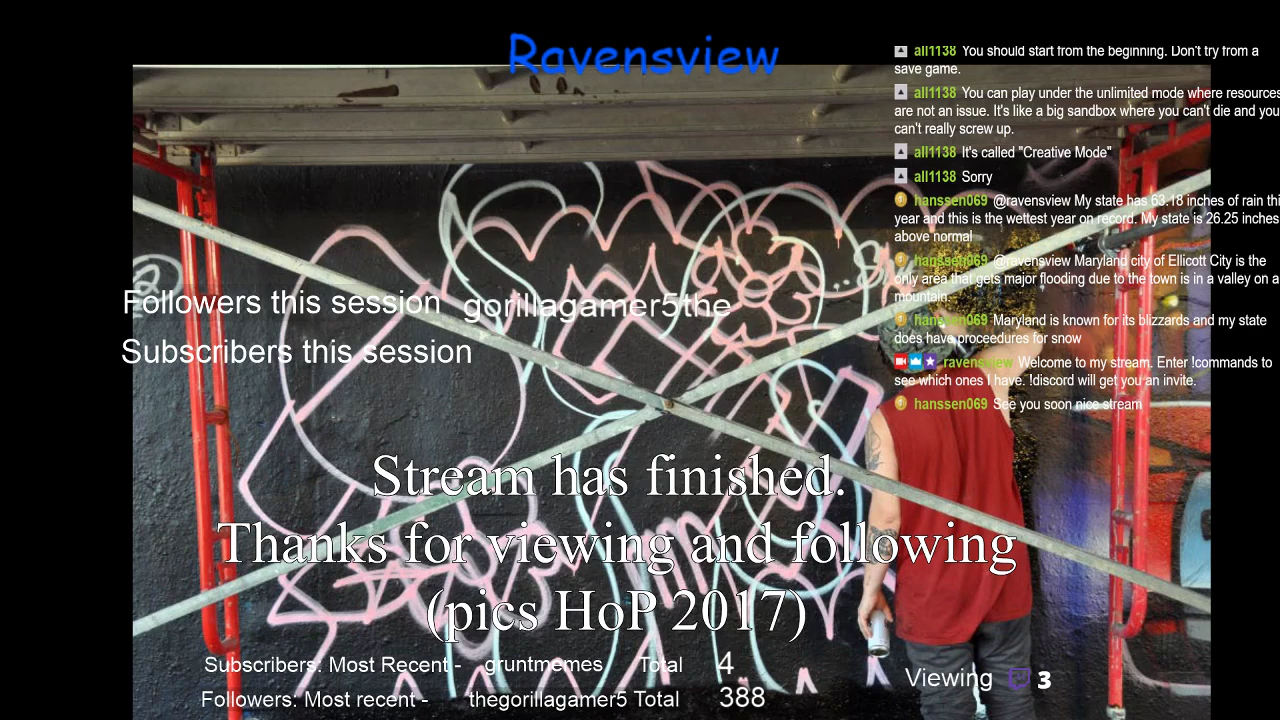 Ravensview
all1138 You should start from the beginning. Don't try from a
save game.
all1138 You can play under the unlimited mode where resources
are not an issue. It's like a big sandbox where you can't die and you
can't really screw up.
all1138 It's called "Creative Mode"
all1138 Sorry
hanssen069 @ravensview My state has 63.18 inches of rain thi
year and this is the wettest year on record. My state is 26.25 inches
above normal
hanssen069 @ravensview Maryland city of Ellicott City is the
only area that gets major flooding due to the town is in a valley on a
mountain.
hanssen069 Maryland is known for its blizzards and my state
does have proceedures for snow
ravensview Welcome to my stream. Enter !commands to
see which ones I have. !discord will get you an invite.
hanssen069 See you soon nice stream
Followers this session gorillagamer5the
Subscribers this session
Stream has finished.
Thanks for viewing and following
(pics HoP 2017)
Subscribers: Most Recent - gruntmemes Total 4
Followers: Most recent - thegorillagamer5 Total 388
Viewing 3